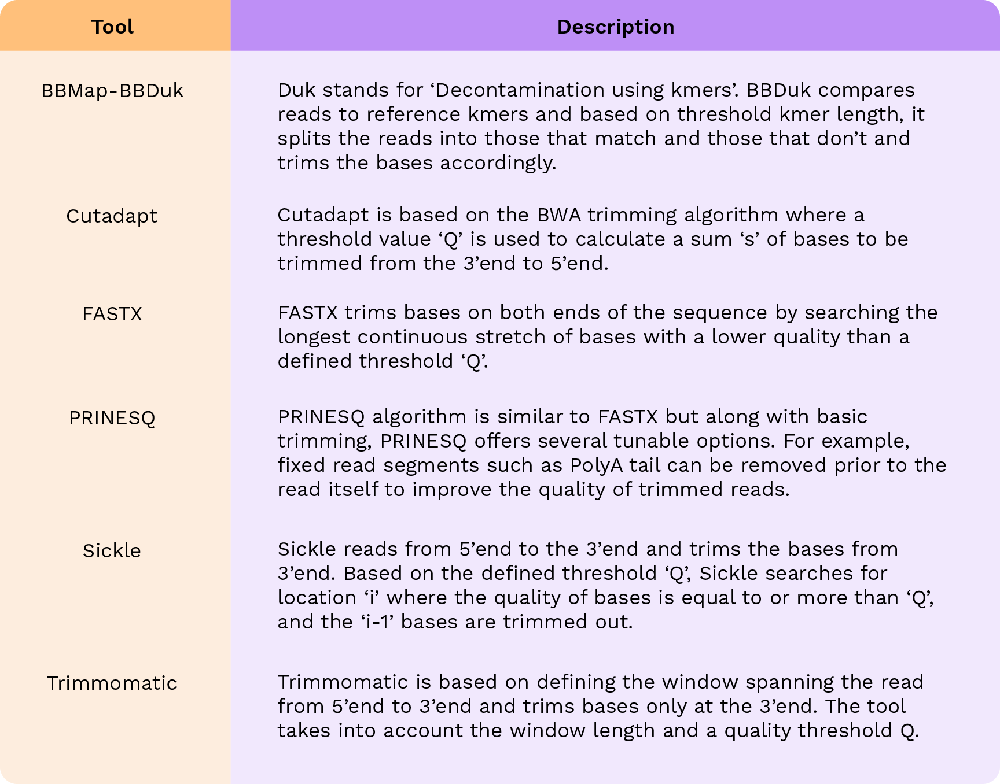 Tool
Description
BBMap-BBDuk
Duk stands for ‘Decontamination using kmers’. BBDuk compares
reads to reference kmers and based on threshold kmer length, it
splits the reads into those that match and those that don’t and
trims the bases accordingly.
Cutadapt
Cutadapt is based on the BWA trimming algorithm where a
threshold value ‘Q’ is used to calculate a sum ‘s’ of bases to be
trimmed from the 3’end to 5’end.
FASTX
FASTX trims bases on both ends of the sequence by searching the
longest continuous stretch of bases with a lower quality than a
defined threshold ‘Q’.
PRINESQ
PRINESQ algorithm is similar to FASTX but along with basic
trimming, PRINESQ offers several tunable options. For example,
fixed read segments such as PolyA tail can be removed prior to the
read itself to improve the quality of trimmed reads.
Sickle
Sickle reads from 5’end to the 3’end and trims the bases from
3’end. Based on the defined threshold ‘Q’, Sickle searches for
location ‘i’ where the quality of bases is equal to or more than ‘Q’,
and the ‘i-1’ bases are trimmed out.
Trimmomatic
Trimmomatic is based on defining the window spanning the read
from 5’end to 3’end and trims bases only at the 3’end. The tool
takes into account the window length and a quality threshold Q.